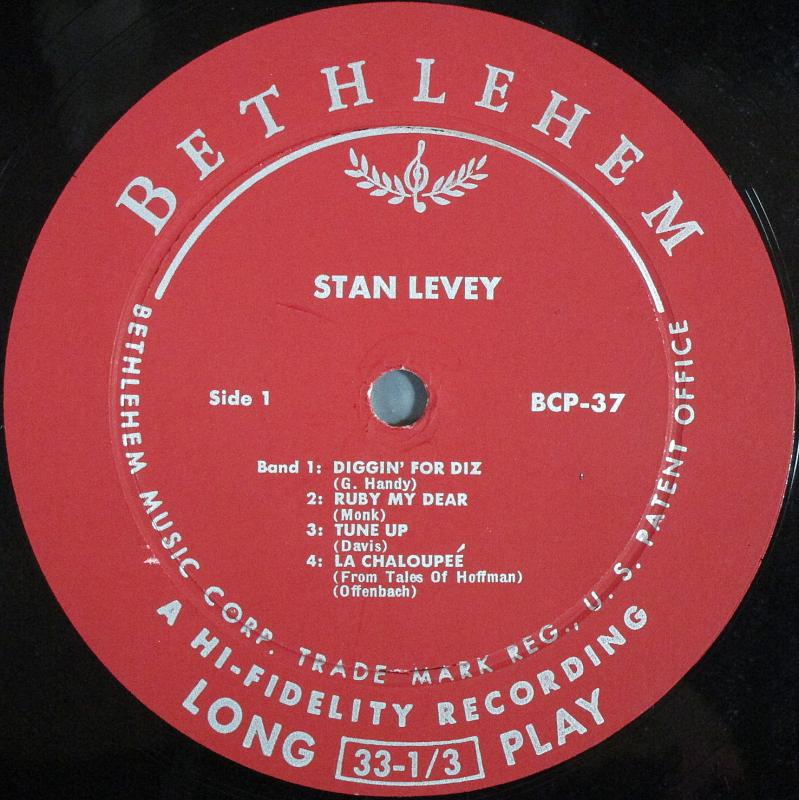 BETHLEHEM
STAN LEVEY
Side 1
BCP-37
Band 1: DIGGIN' FOR DIZ
(G. Handy)
2: RUBY MY DEAR
(Monk)
3: TUNE UP
(Davis)
4: LA CHALOUPEÉ
(From Tales Of Hoffman)
(Offenbach)
BETHLEHEM MUSIC CORP. TRADE MARK REG., U. S. PATENT OFFICE
A HI-FIDELITY RECORDING
LONG 33-1/3 PLAY